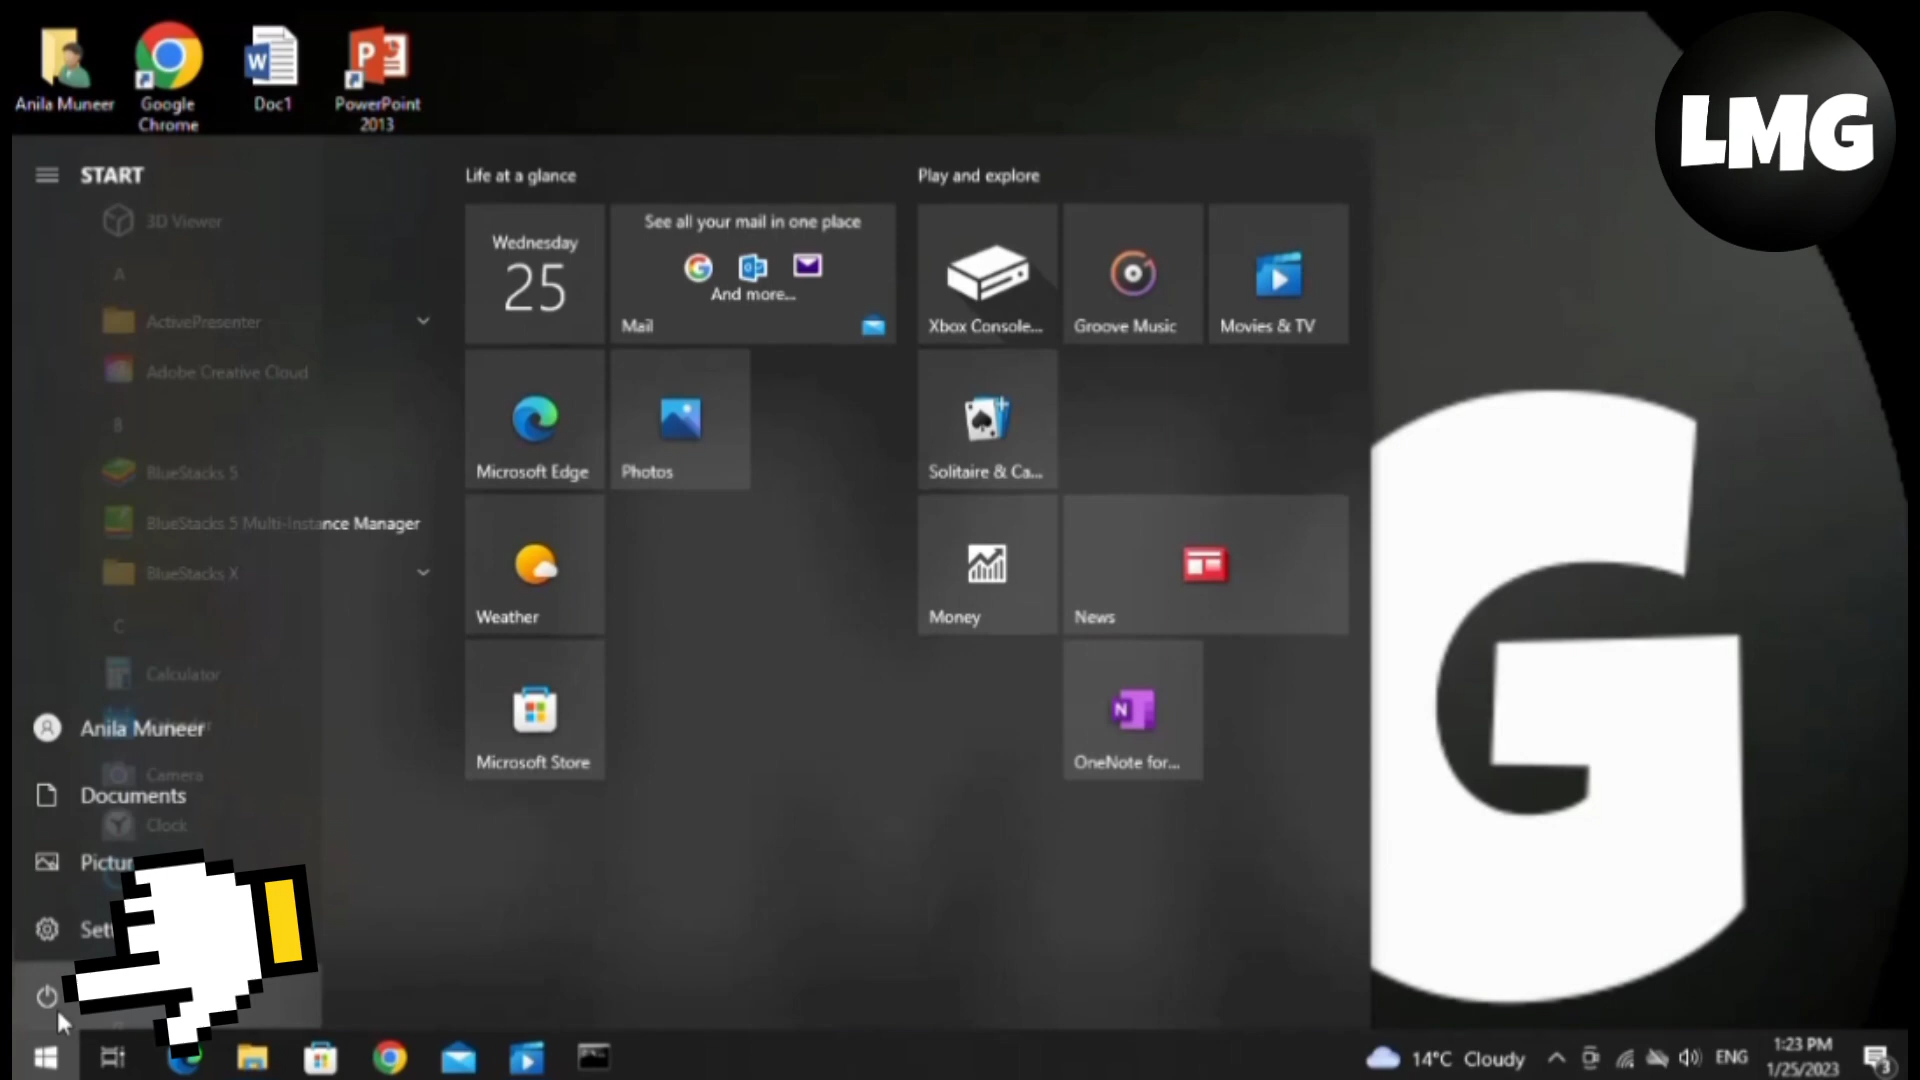 Anila Muneer
Google
Chrome
Doc1
PowerPoint
2013
LMG
START
3D Viewer
A
ActivePresenter
Adobe Creative Cloud
B
BlueStacks 5
BlueStacks 5 Multi-Instance Manager
BlueStacks X
C
Calculator
Anila Muneer
Camera
Documents
Clock
Pictur
Sett
Life at a glance
Wednesday
25
See all your mail in one place
And more...
Mail
Microsoft Edge
Photos
Weather
Microsoft Store
Play and explore
Xbox Console...
Groove Music
Movies & TV
Solitaire & Ca...
Money
News
OneNote for...
G
14°C Cloudy
ENG
1:23 PM
1/25/2023
3